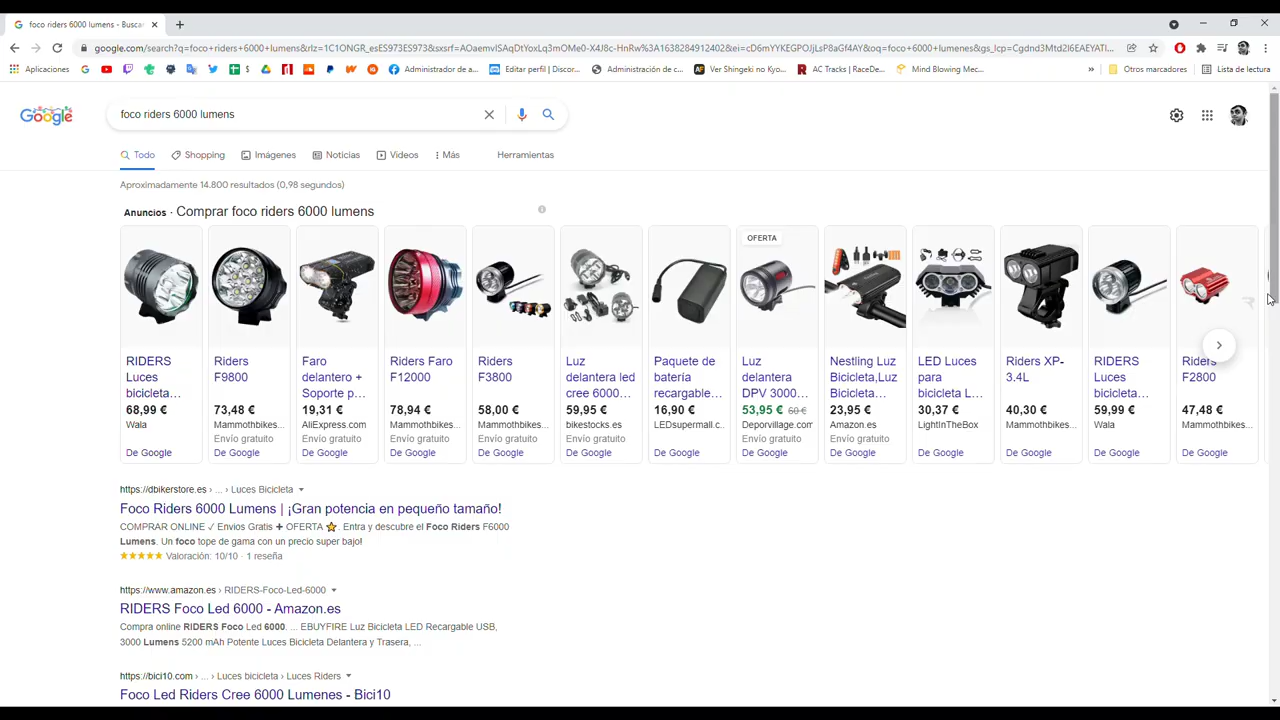 foco riders 6000 lumens - Busca
google.com/search?q=foco+riders+6000+lumens&rlz=1C1ONGR_esES973ES973&sxsrf=AOaemvISAqDtYoxLq3mOMe0-X4J8c-HnRw%3A1638284912402&ei=cD6mYYKEGPOJjLsP8aGf4AY&oq=foco+6000+lumenes&gs_lcp=Cgdnd3Mtd2l6EAEYATI...
Aplicaciones
Administrador de a...
Editar perfil | Discor...
Administración de c...
Ver Shingeki no Kyo...
AC Tracks | RaceDe...
Mind Blowing Mec...
»
Otros marcadores
Lista de lectura
Google
foco riders 6000 lumens
Todo
Shopping
Imágenes
Noticias
Videos
Más
Herramientas
Aproximadamente 14.800 resultados (0,98 segundos)
Anuncios · Comprar foco riders 6000 lumens
RIDERS
Luces
bicicleta...
68,99 €
Wala
De Google
Riders
F9800
73,48 €
Mammothbikes...
Envío gratuito
De Google
Faro
delantero +
Soporte p...
19,31 €
AliExpress.com
Envío gratuito
De Google
Riders Faro
F12000
78,94 €
Mammothbikes...
Envío gratuito
De Google
Riders
F3800
58,00 €
Mammothbikes...
Envío gratuito
De Google
Luz
delantera led
cree 6000...
59,95 €
bikestocks.es
Envío gratuito
De Google
Paquete de
batería
recargable...
16,90 €
LEDsupermall.c...
De Google
OFERTA
Luz
delantera
DPV 3000...
53,95 € 60 €
Deporvillage.com
Envío gratuito
De Google
Nestling Luz
Bicicleta,Luz
Bicicleta...
23,95 €
Amazon.es
Envío gratuito
De Google
LED Luces
para
bicicleta L...
30,37 €
LightInTheBox
De Google
Riders XP-
3.4L
40,30 €
Mammothbikes...
De Google
RIDERS
Luces
bicicleta...
59,99 €
Wala
De Google
Riders
F2800
47,48 €
Mammothbikes...
De Google
https://dbikerstore.es › ... › Luces Bicicleta
Foco Riders 6000 Lumens | ¡Gran potencia en pequeño tamaño!
COMPRAR ONLINE ✓ Envios Gratis ✚ OFERTA ⭐. Entra y descubre el Foco Riders F6000
Lumens. Un foco tope de gama con un precio super bajo!
★★★★★ Valoración: 10/10 · 1 reseña
https://www.amazon.es › RIDERS-Foco-Led-6000
RIDERS Foco Led 6000 - Amazon.es
Compra online RIDERS Foco Led 6000. ... EBUYFIRE Luz Bicicleta LED Recargable USB,
3000 Lumens 5200 mAh Potente Luces Bicicleta Delantera y Trasera, ...
https://bici10.com › ... › Luces bicicleta › Luces Riders
Foco Led Riders Cree 6000 Lumenes - Bici10